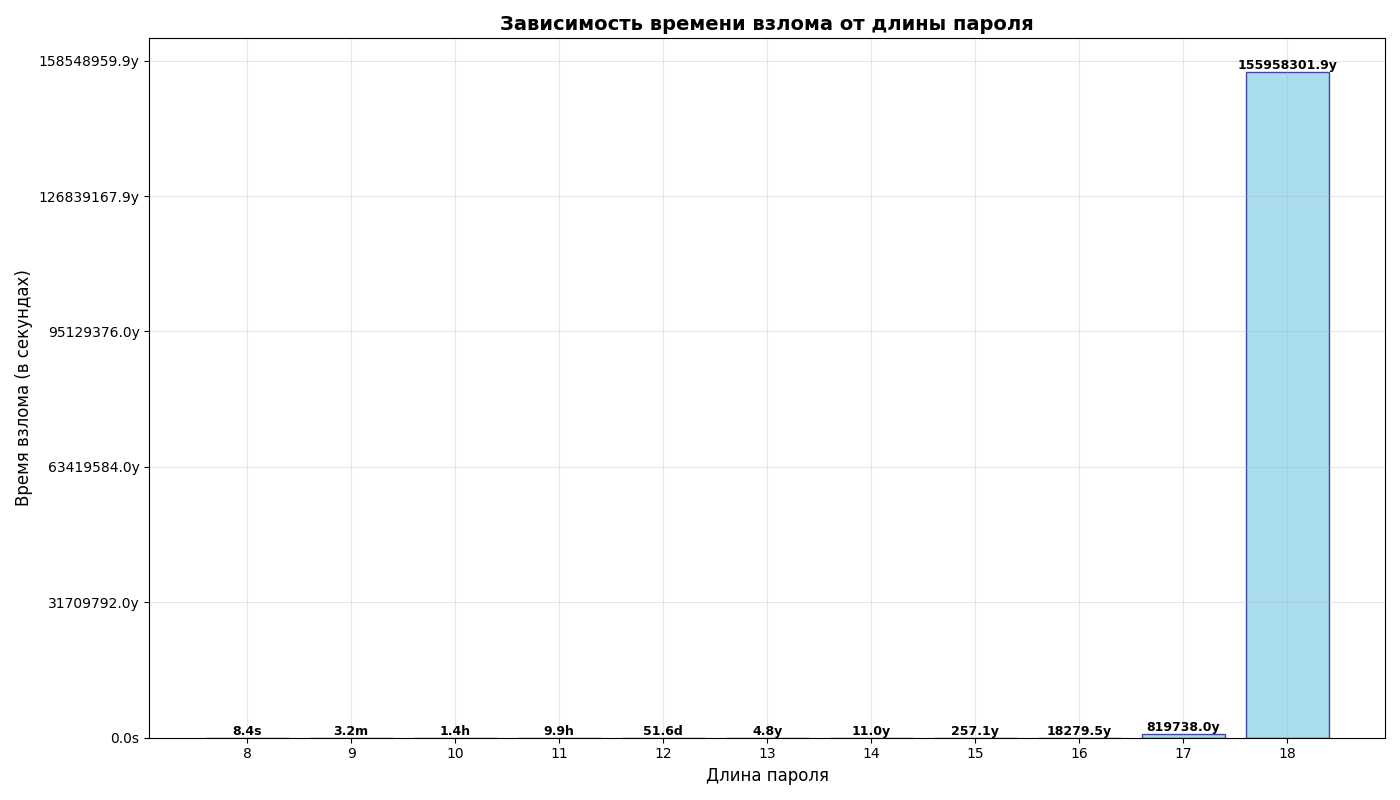 Зависимость времени взлома от длины пароля
Время взлома (в секундах)
158548959.9y
126839167.9y
95129376.0y
63419584.0y
31709792.0y
0.0s
8.4s 3.2m 1.4h 9.9h 51.6d 4.8y 11.0y 257.1y 18279.5y 819738.0y 155958301.9y
8 9 10 11 12 13 14 15 16 17 18
Длина пароля